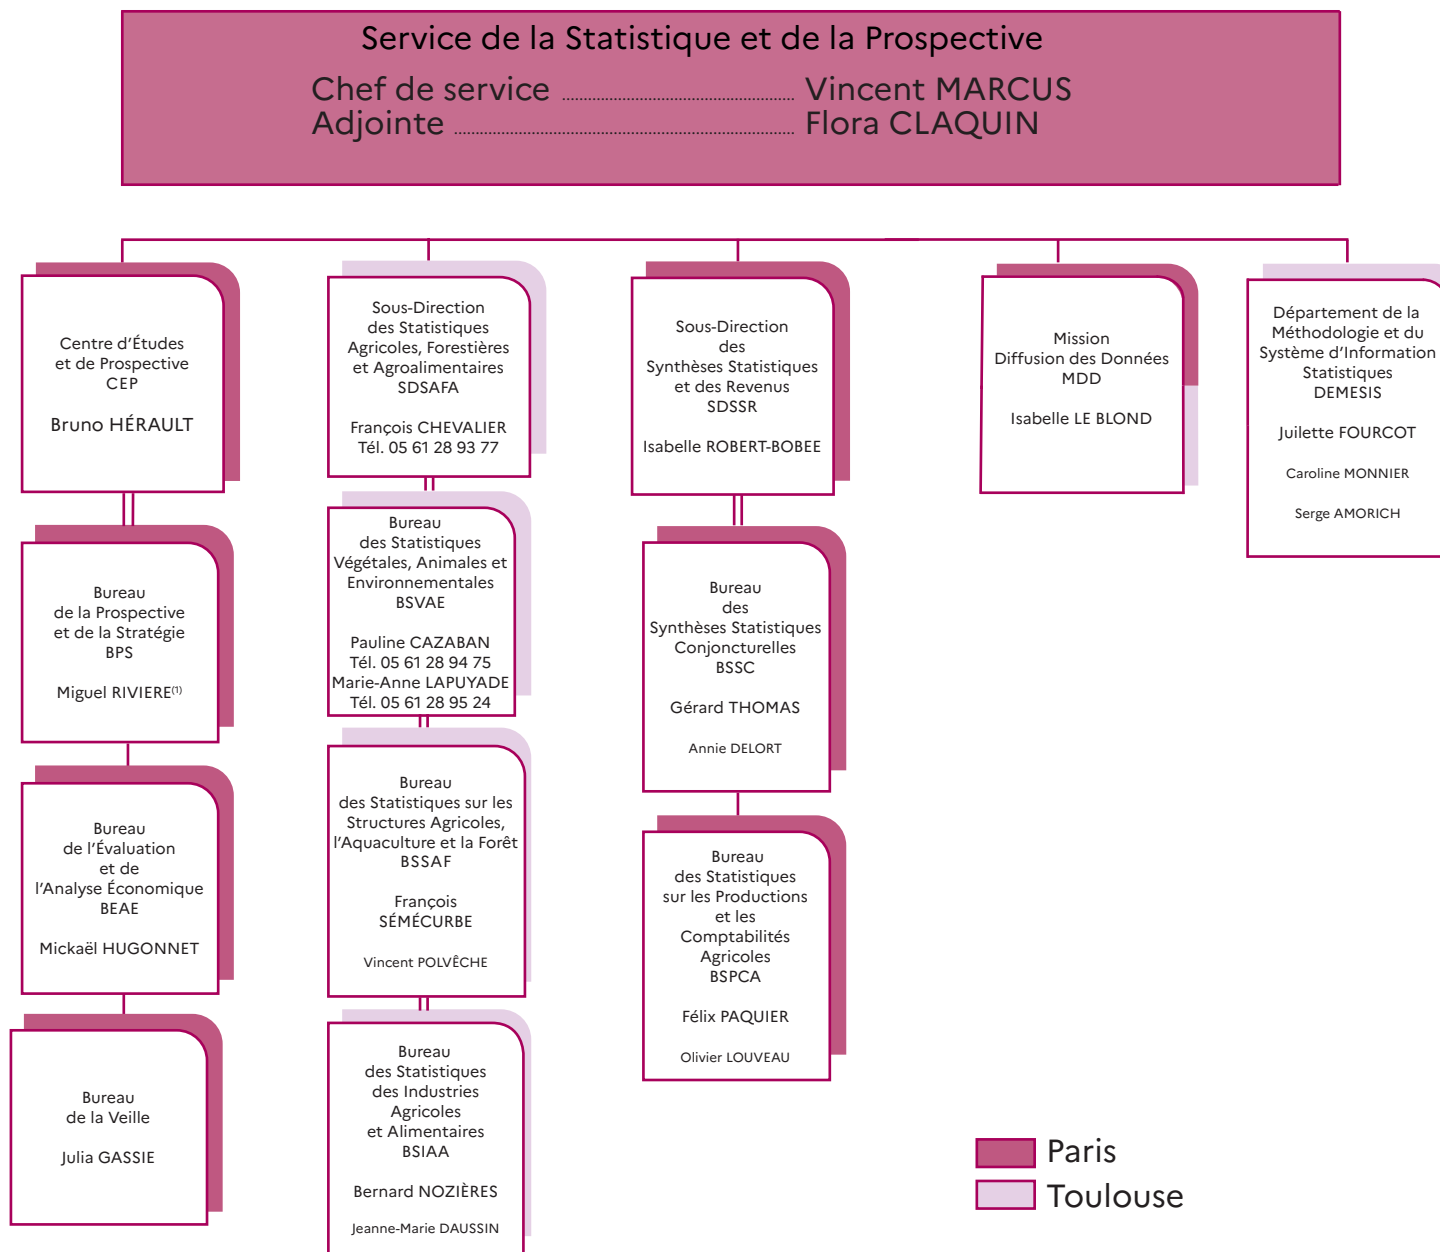 Service de la Statistique et de la Prospective
Chef de service ........................ Vincent MARCUS
Adjointe ........................ Flora CLAQUIN
Centre d'Études
et de Prospective
CEP
Bruno HÉRAULT
Bureau
de la Prospective
et de la Stratégie
BPS
Miguel RIVIERE(1)
Bureau
de l'Évaluation
et de
l'Analyse Économique
BEAE
Mickaël HUGONNET
Bureau
de la Veille
Julia GASSIE
Sous-Direction
des Statistiques
Agricoles, Forestières
et Agroalimentaires
SDSAFA
François CHEVALIER
Tél. 05 61 28 93 77
Bureau
des Statistiques
Végétales, Animales et
Environnementales
BSVAE
Pauline CAZABAN
Tél. 05 61 28 94 75
Marie-Anne LAPUYADE
Tél. 05 61 28 95 24
Bureau
des Statistiques sur les
Structures Agricoles,
l'Aquaculture et la Forêt
BSSAF
François
SÉMÉCURBE
Vincent POLVÊCHE
Bureau
des Statistiques
des Industries
Agricoles
et Alimentaires
BSIAA
Bernard NOZIÈRES
Jeanne-Marie DAUSSIN
Sous-Direction
des
Synthèses Statistiques
et des Revenus
SDSSR
Isabelle ROBERT-BOBEE
Bureau
des
Synthèses Statistiques
Conjoncturelles
BSSC
Gérard THOMAS
Annie DELORT
Bureau
des Statistiques
sur les Productions
et les
Comptabilités
Agricoles
BSPCA
Félix PAQUIER
Olivier LOUVEAU
Mission
Diffusion des Données
MDD
Isabelle LE BLOND
Département de la
Méthodologie et du
Système d'Information
Statistiques
DEMESIS
Juilette FOURCOT
Caroline MONNIER
Serge AMORICH
Paris
Toulouse